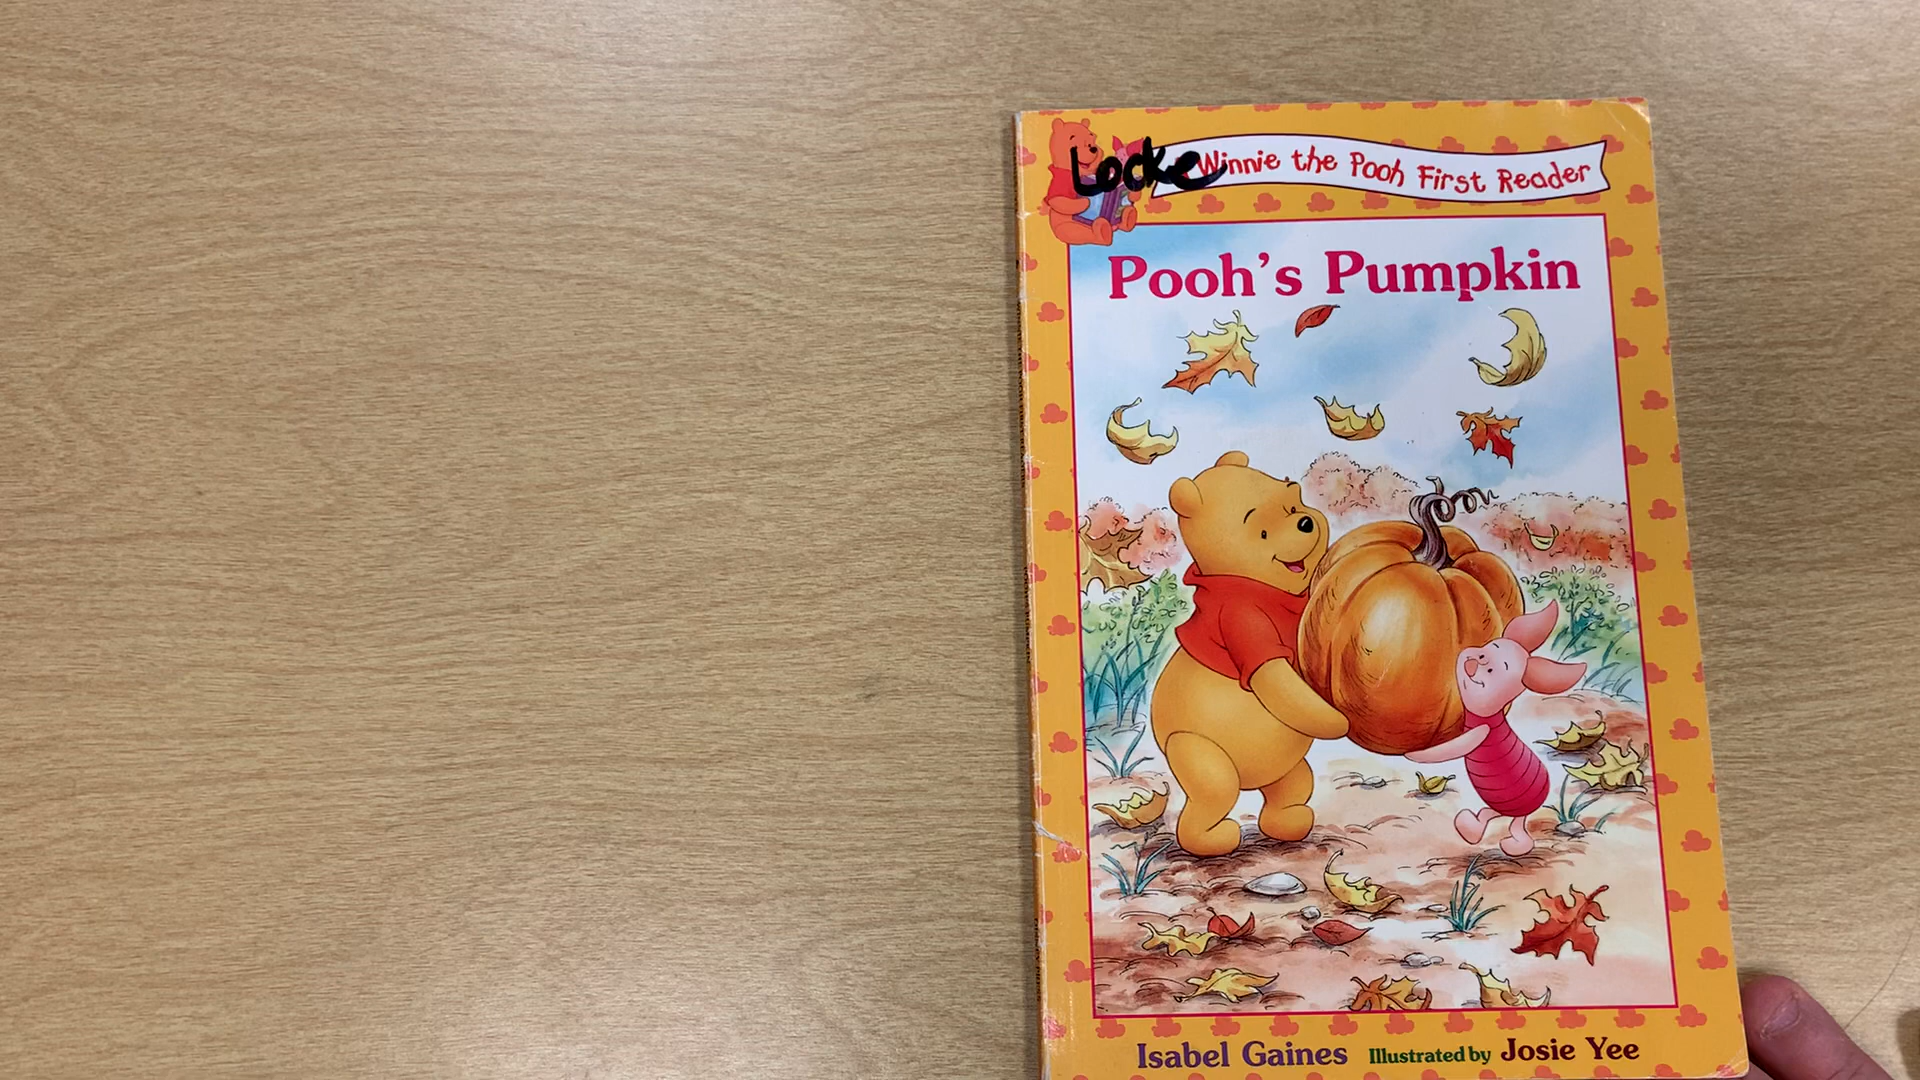 Locke Winnie the Pooh First Reader
Pooh's Pumpkin
Isabel Gaines Illustrated by Josie Yee